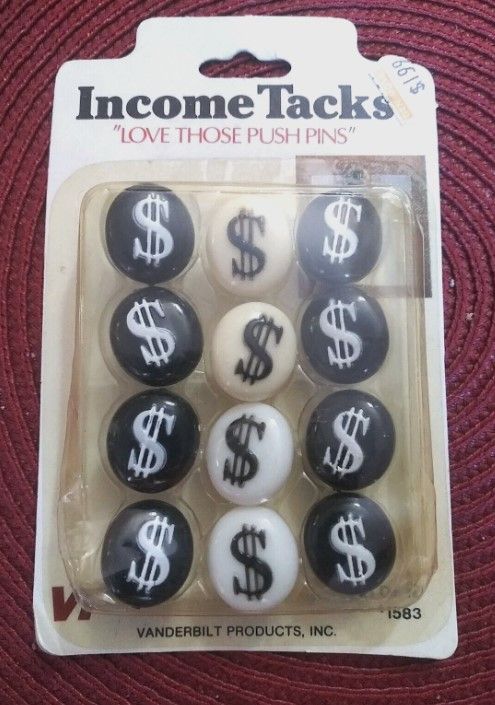 $1.99
Income Tacks
"LOVE THOSE PUSH PINS"
$ $ $
$ $ $
$ $ $
$ $ $
1583
VANDERBILT PRODUCTS, INC.